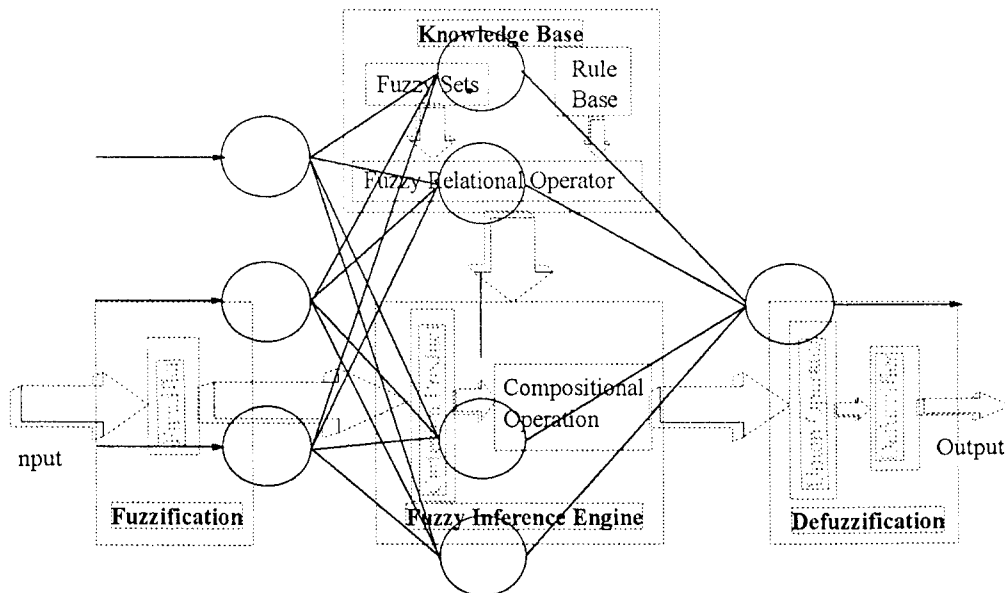 Knowledge Base
Fuzzy Sets
Rule
Base
Fuzzy Relational Operator
Compositional
Operation
nput
Output
Fuzzification
Fuzzy Inference Engine
Defuzzification